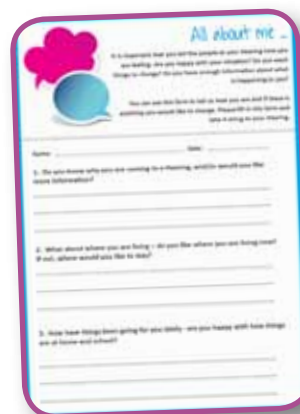 All about me ...
It is important that you tell the people at your Hearing how you
are feeling. Are you happy with your situation? Do you want
things to change? Do you have enough information about what
is happening to you?
You can use this form to tell us how you are and if there is
anything you would like to change. Please fill in this form and
take it along to your Hearing.
Name: Date:
1. Do you know why you are coming to a Hearing, and/or would you like
more information?
2. What about where you are living – do you like where you are living now?
If not, where would you like to stay?
3. How have things been going for you lately - are you happy with how things
are at home and school?